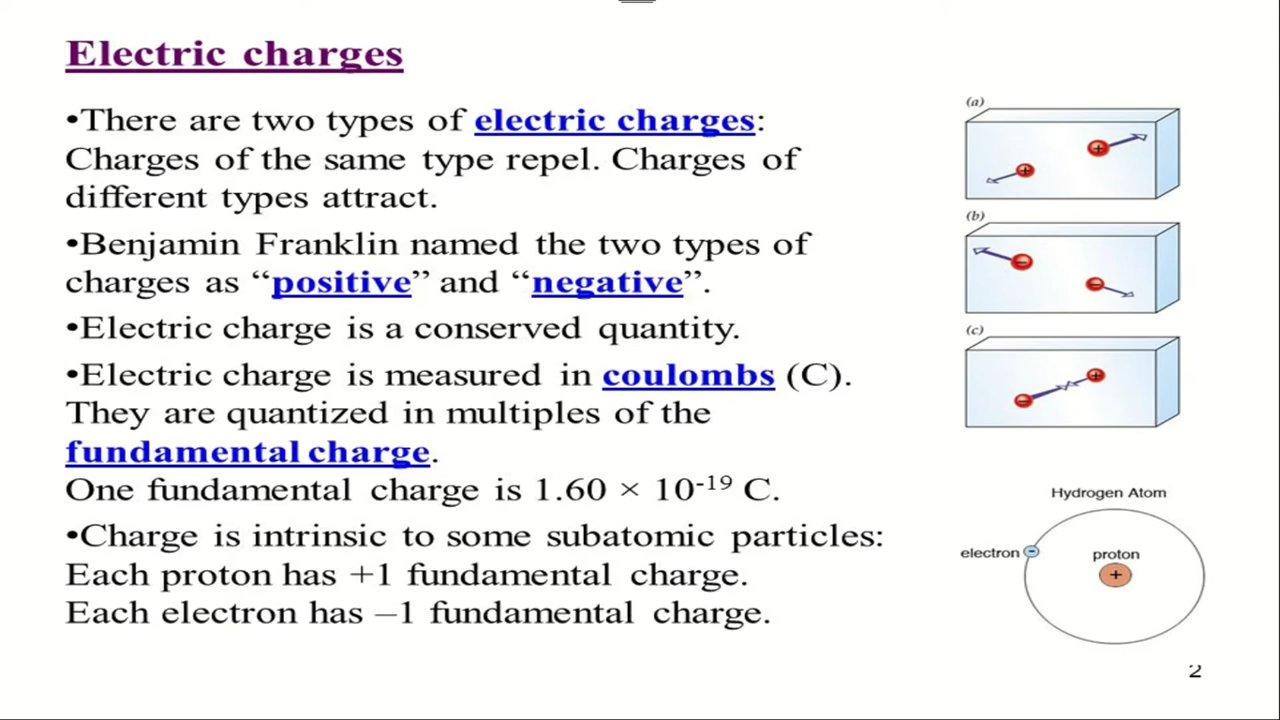 Electric charges
•There are two types of electric charges:
Charges of the same type repel. Charges of
different types attract.
•Benjamin Franklin named the two types of
charges as “positive” and “negative”.
•Electric charge is a conserved quantity.
•Electric charge is measured in coulombs (C).
They are quantized in multiples of the
fundamental charge.
One fundamental charge is 1.60 × 10⁻¹⁹ C.
•Charge is intrinsic to some subatomic particles:
Each proton has +1 fundamental charge.
Each electron has –1 fundamental charge.
(a)
+
+
(b)
−
−
(c)
+
−
Hydrogen Atom
electron -
proton
+
2